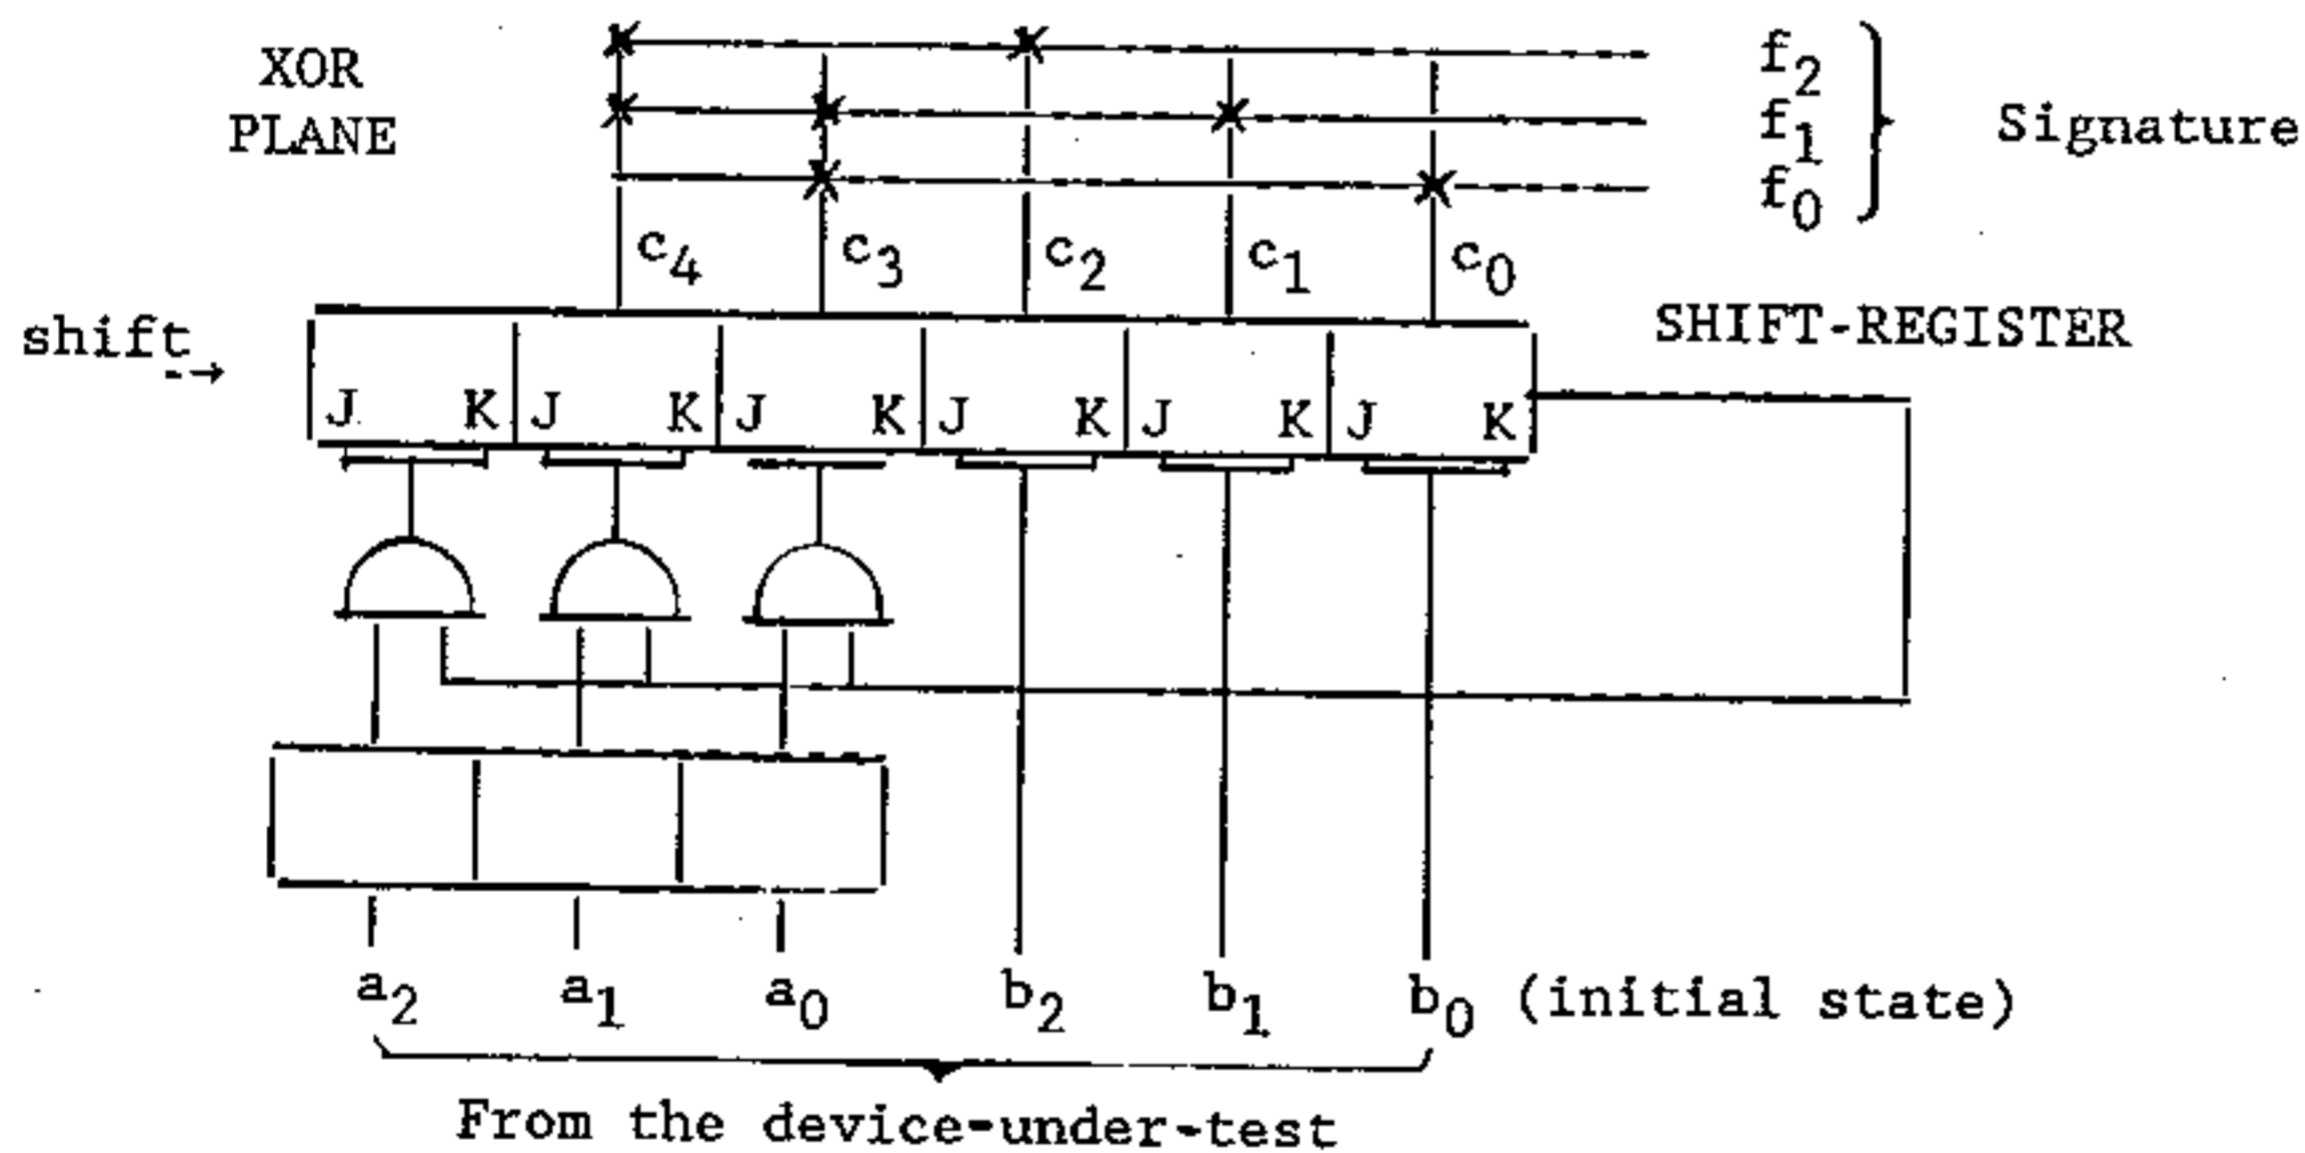 XOR PLANE
f2
f1
f0
Signature
c4 c3 c2 c1 c0
shift
SHIFT-REGISTER
J K J K J K J K J K J K
a2 a1 a0 b2 b1 b0 (initial state)
From the device-under-test